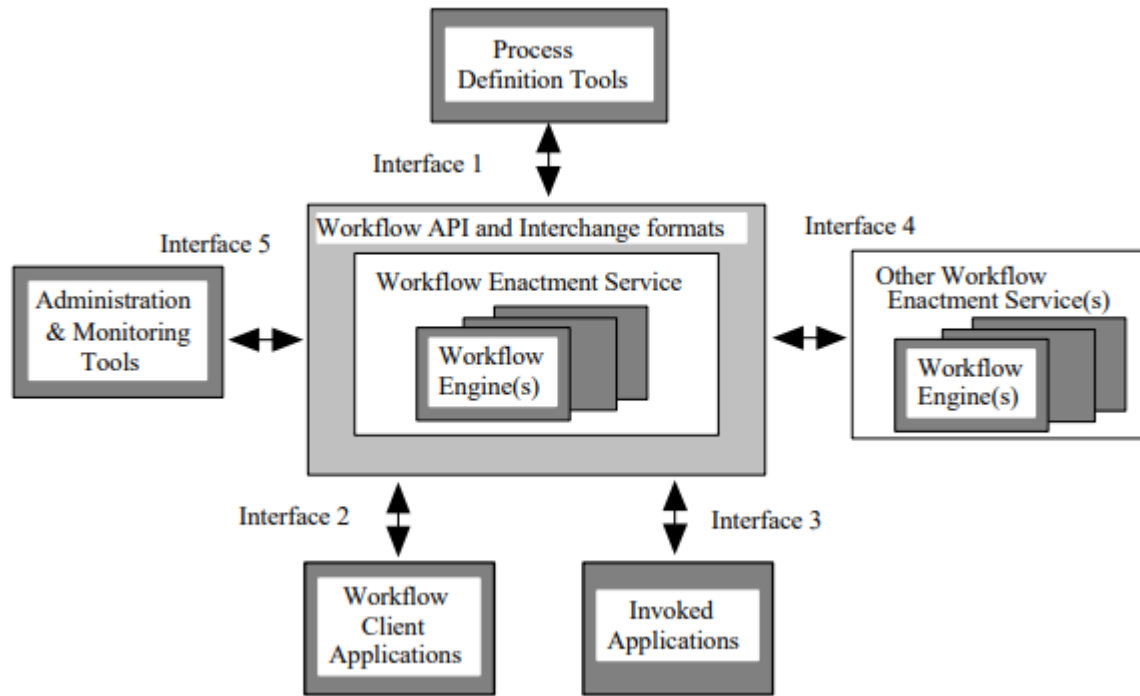 Process
Definition Tools
Interface 1
Workflow API and Interchange formats
Interface 5
Interface 4
Workflow Enactment Service
Other Workflow
Enactment Service(s)
Administration
& Monitoring
Tools
Workflow
Engine(s)
Workflow
Engine(s)
Interface 2
Interface 3
Workflow
Client
Applications
Invoked
Applications